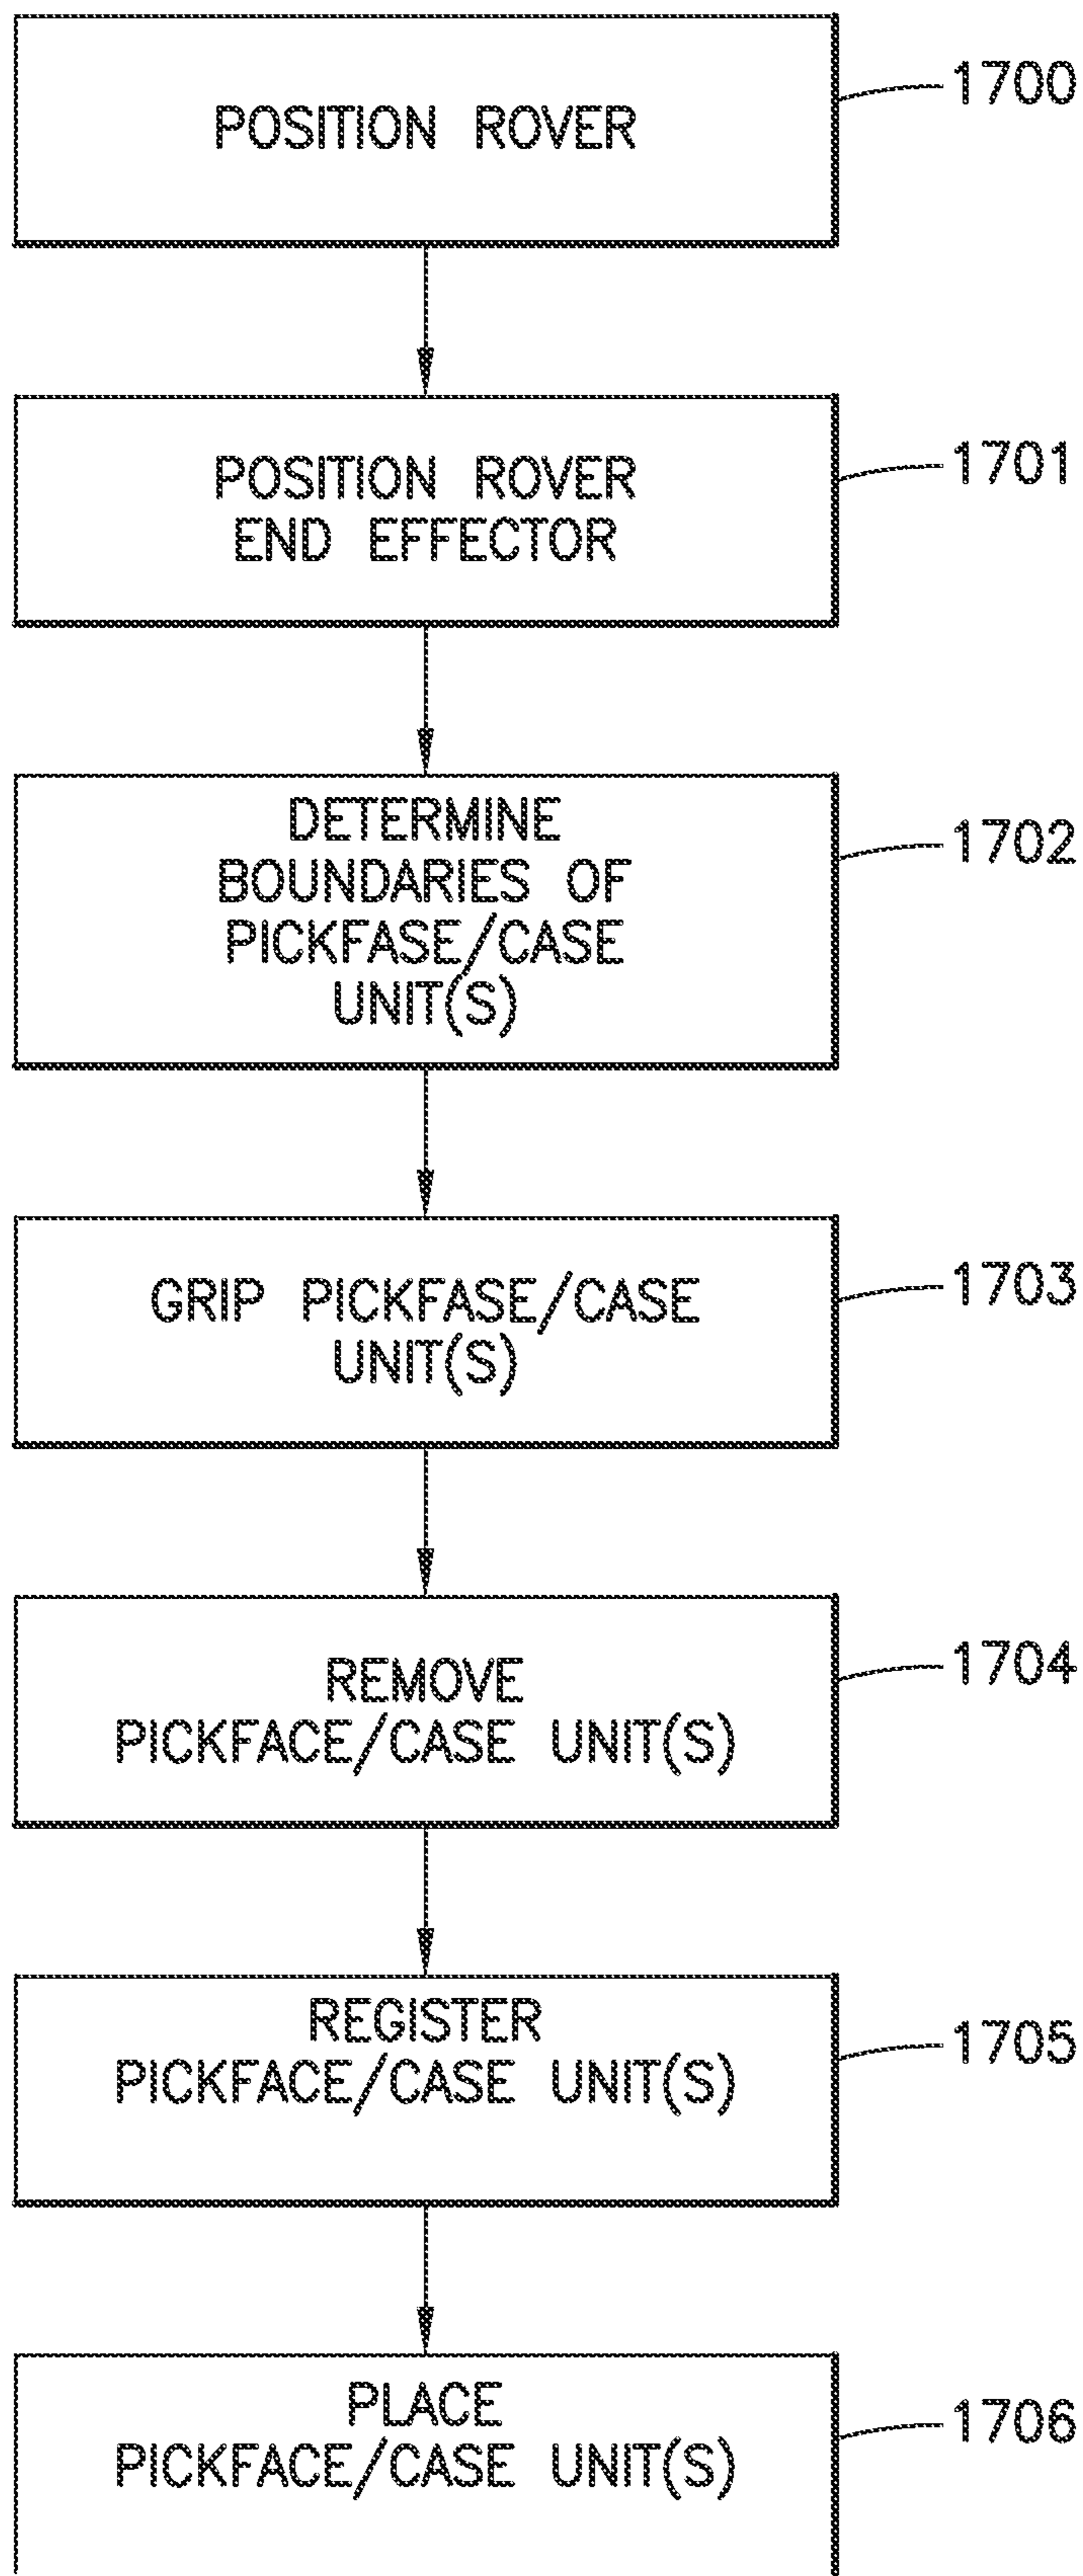 POSITION ROVER
1700
POSITION ROVER
END EFFECTOR
1701
DETERMINE
BOUNDARIES OF
PICKFASE/CASE
UNIT(S)
1702
GRIP PICKFASE/CASE
UNIT(S)
1703
REMOVE
PICKFACE/CASE UNIT(S)
1704
REGISTER
PICKFACE/CASE UNIT(S)
1705
PLACE
PICKFACE/CASE UNIT(S)
1706